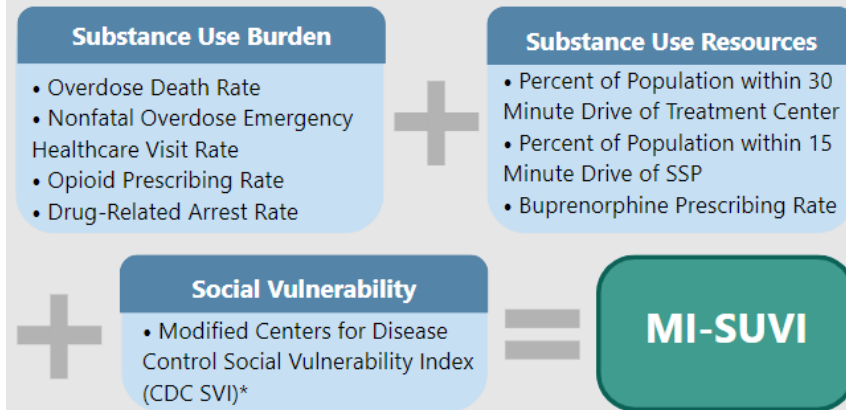 Substance Use Burden
• Overdose Death Rate
• Nonfatal Overdose Emergency
Healthcare Visit Rate
• Opioid Prescribing Rate
• Drug-Related Arrest Rate
+
Substance Use Resources
• Percent of Population within 30
Minute Drive of Treatment Center
• Percent of Population within 15
Minute Drive of SSP
• Buprenorphine Prescribing Rate
+
Social Vulnerability
• Modified Centers for Disease
Control Social Vulnerability Index
(CDC SVI)*
=
MI-SUVI